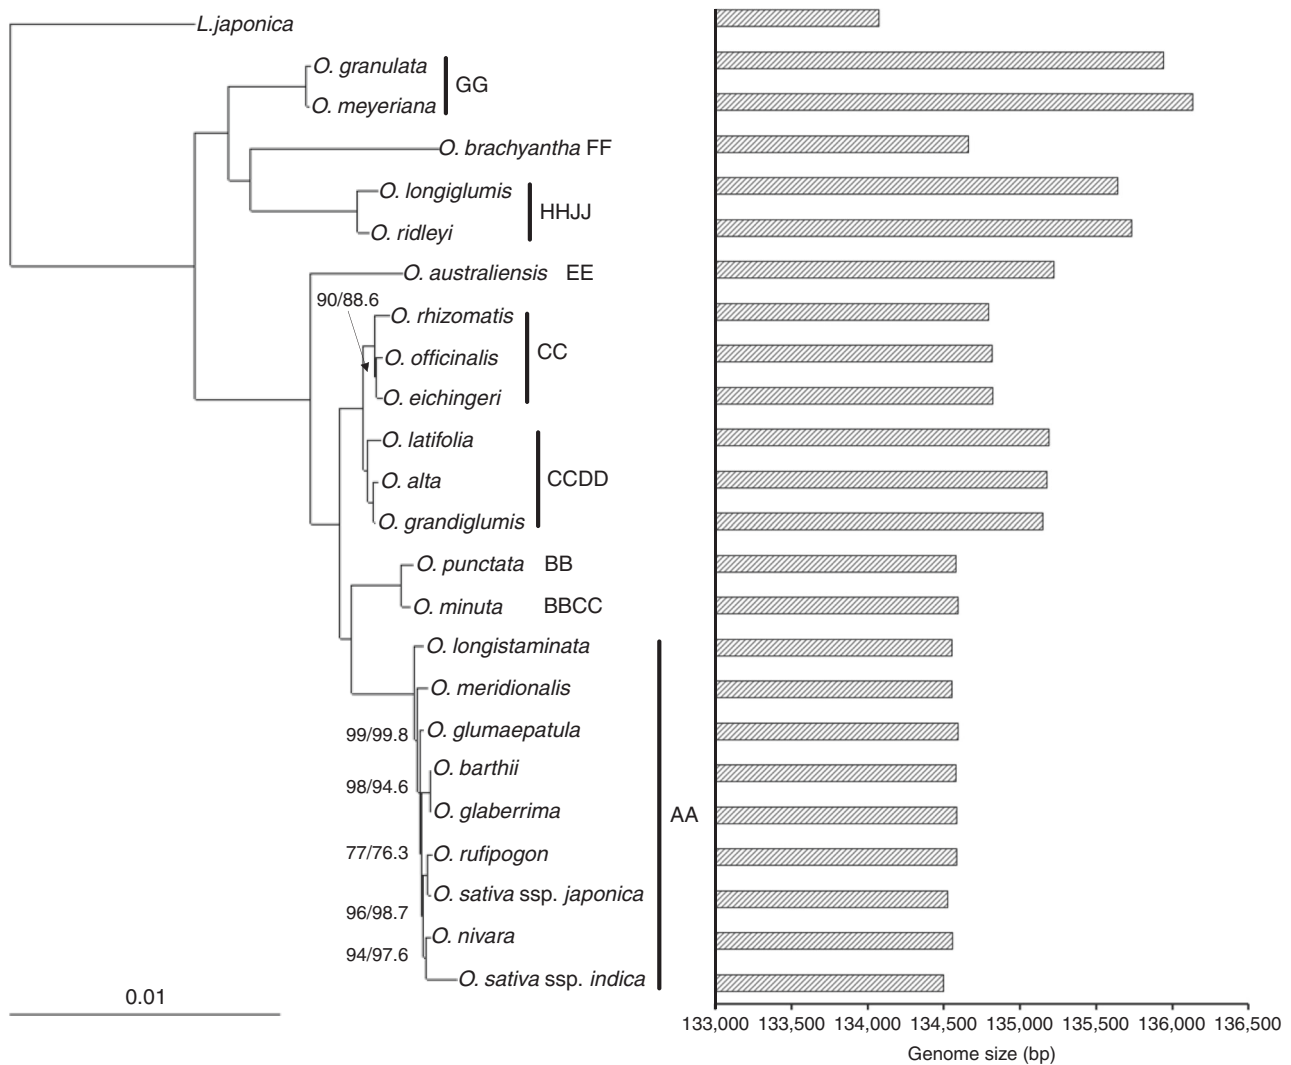 L.japonica
O. granulata
GG
O. meyeriana
O. brachyantha FF
O. longiglumis
HHJJ
O. ridleyi
O. australiensis EE
90/88.6
O. rhizomatis
CC
O. officinalis
O. eichingeri
O. latifolia
O. alta
CCDD
O. grandiglumis
O. punctata BB
O. minuta BBCC
O. longistaminata
O. meridionalis
99/99.8
O. glumaepatula
O. barthii
98/94.6
O. glaberrima
AA
77/76.3
O. rufipogon
O. sativa ssp. japonica
96/98.7
O. nivara
94/97.6
O. sativa ssp. indica
0.01
133,000 133,500 134,000 134,500 135,000 135,500 136,000 136,500
Genome size (bp)